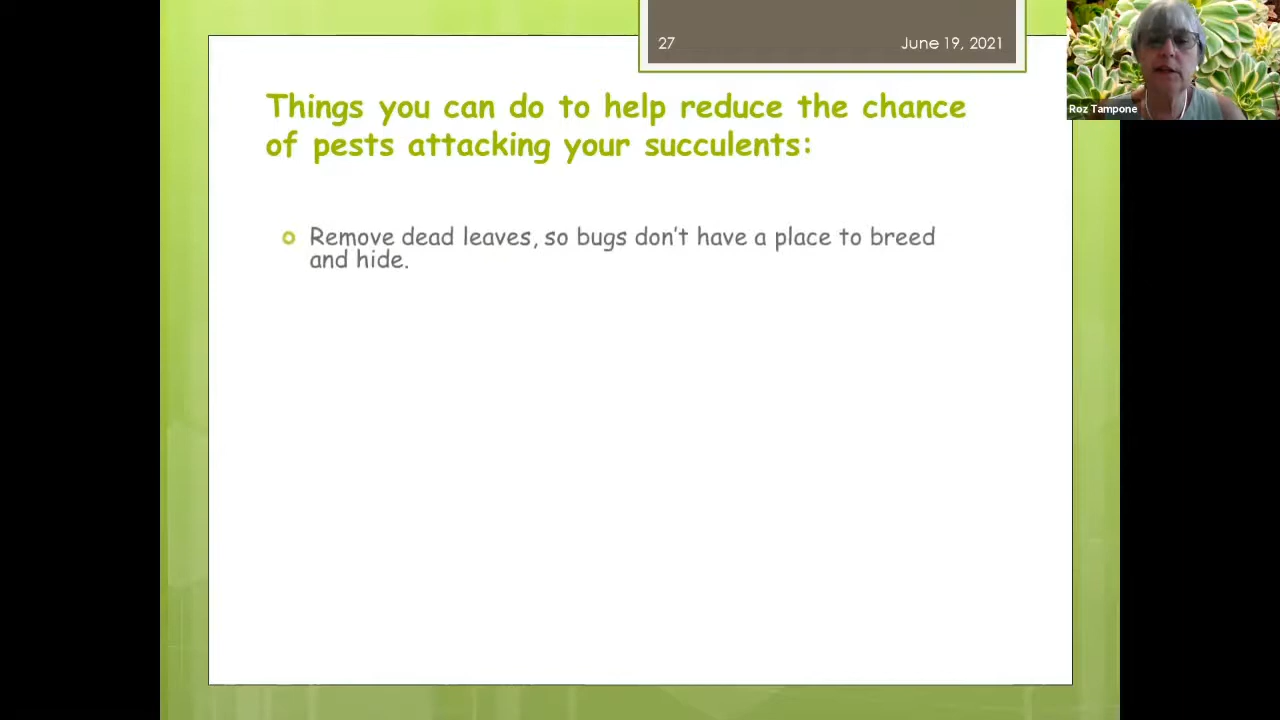 27
June 19, 2021
Roz Tampone
Things you can do to help reduce the chance
of pests attacking your succulents:
Remove dead leaves, so bugs don't have a place to breed
and hide.